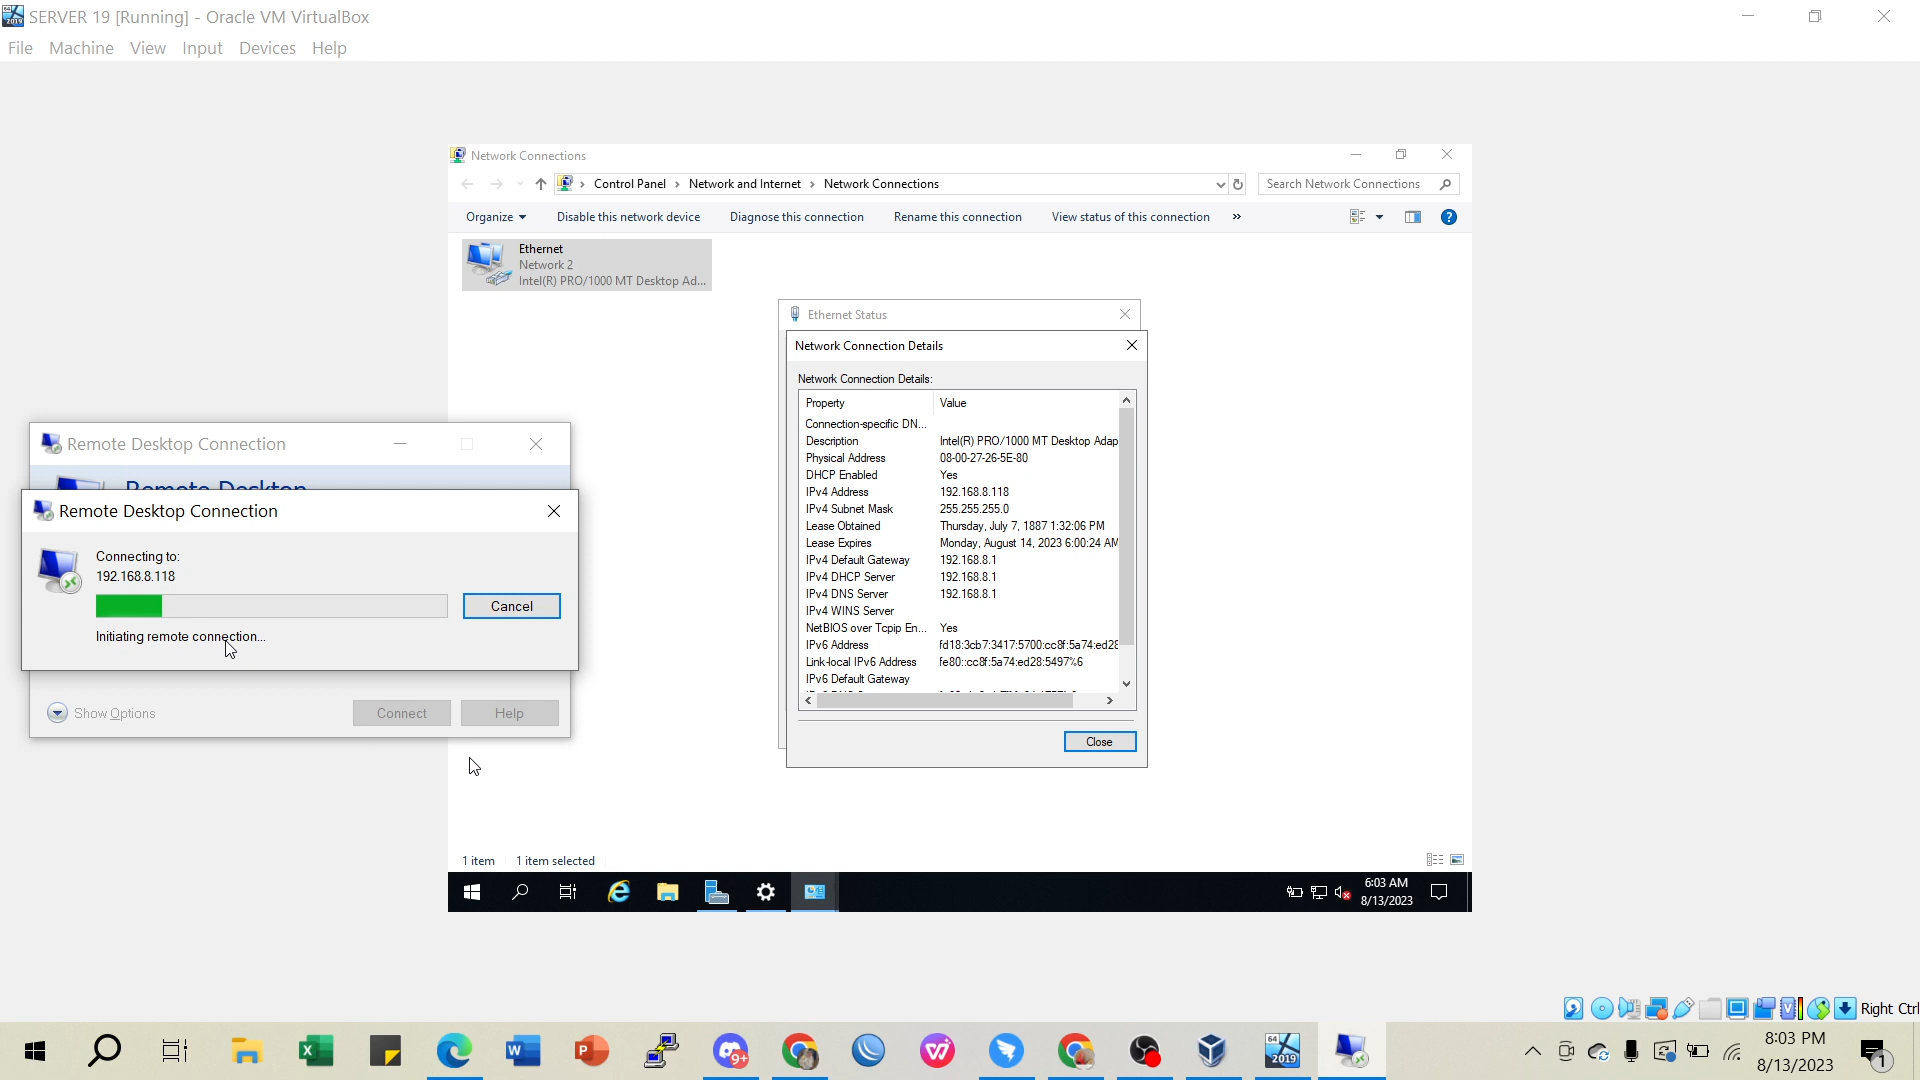 SERVER 19 [Running] - Oracle VM VirtualBox
File Machine View Input Devices Help
Network Connections
Control Panel > Network and Internet > Network Connections
Search Network Connections
Organize Disable this network device Diagnose this connection Rename this connection View status of this connection »
Ethernet
Network 2
Intel(R) PRO/1000 MT Desktop Ad...
Ethernet Status
Network Connection Details
Network Connection Details:
Property Value
Connection-specific DN...
Description Intel(R) PRO/1000 MT Desktop Adap
Physical Address 08-00-27-26-5E-80
DHCP Enabled Yes
IPv4 Address 192.168.8.118
IPv4 Subnet Mask 255.255.255.0
Lease Obtained Thursday, July 7, 1887 1:32:06 PM
Lease Expires Monday, August 14, 2023 6:00:24 AM
IPv4 Default Gateway 192.168.8.1
IPv4 DHCP Server 192.168.8.1
IPv4 DNS Server 192.168.8.1
IPv4 WINS Server
NetBIOS over Tcpip En... Yes
IPv6 Address fd18:3cb7:3417:5700:cc8f:5a74:ed28
Link-local IPv6 Address fe80::cc8f:5a74:ed28:5497%6
IPv6 Default Gateway
Close
Remote Desktop Connection
Remote Desktop
Remote Desktop Connection
Connecting to:
192.168.8.118
Cancel
Initiating remote connection...
Show Options
Connect
Help
1 item 1 item selected
6:03 AM
8/13/2023
Right Ctrl
8:03 PM
8/13/2023
64
2019
9+
1